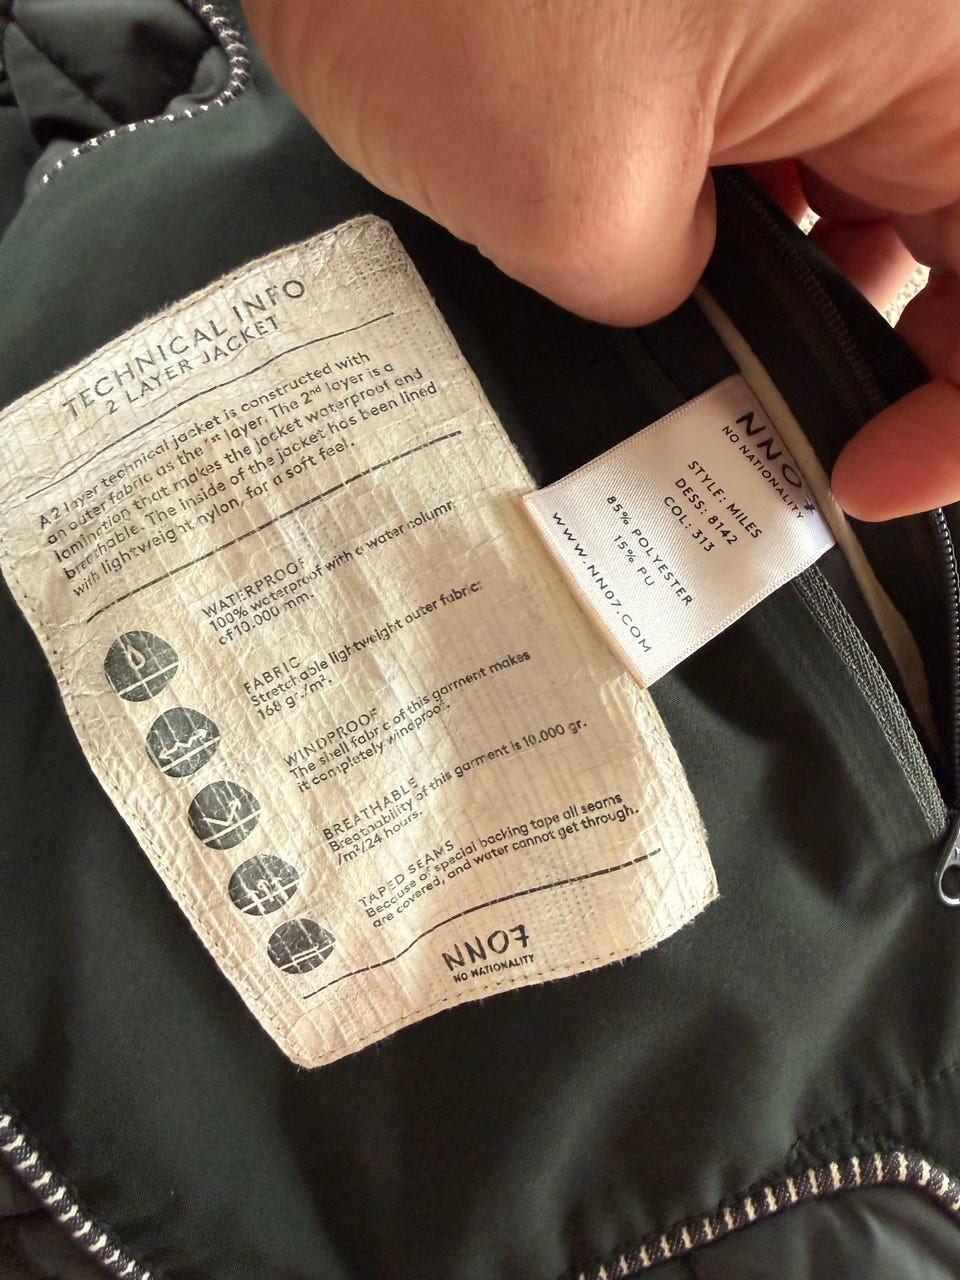 TECHNICAL INFO
2 LAYER JACKET
A 2 layer technical jacket is constructed with
an outer fabric as the 1st layer. The 2nd layer is a
lamination that makes the jacket waterproof and
breathable. The inside of the jacket has been lined
with lightweight nylon, for a soft feel.
WATERPROOF
100% waterproof with a water column
of 10.000 mm.
FABRIC
Stretchable lightweight outer fabric:
168 gr./m².
WINDPROOF
The shell fabric of this garment makes
it completely windproof.
BREATHABLE
Breathability of this garment is 10.000 gr.
/m²/24 hours.
TAPED SEAMS
Because of special backing tape all seams
are covered, and water cannot get through.
NN07
NO NATIONALITY
NN07
NO NATIONALITY
STYLE: MILES
DESS: 8142
COL: 313
85% POLYESTER
15% PU
WWW.NN07.COM